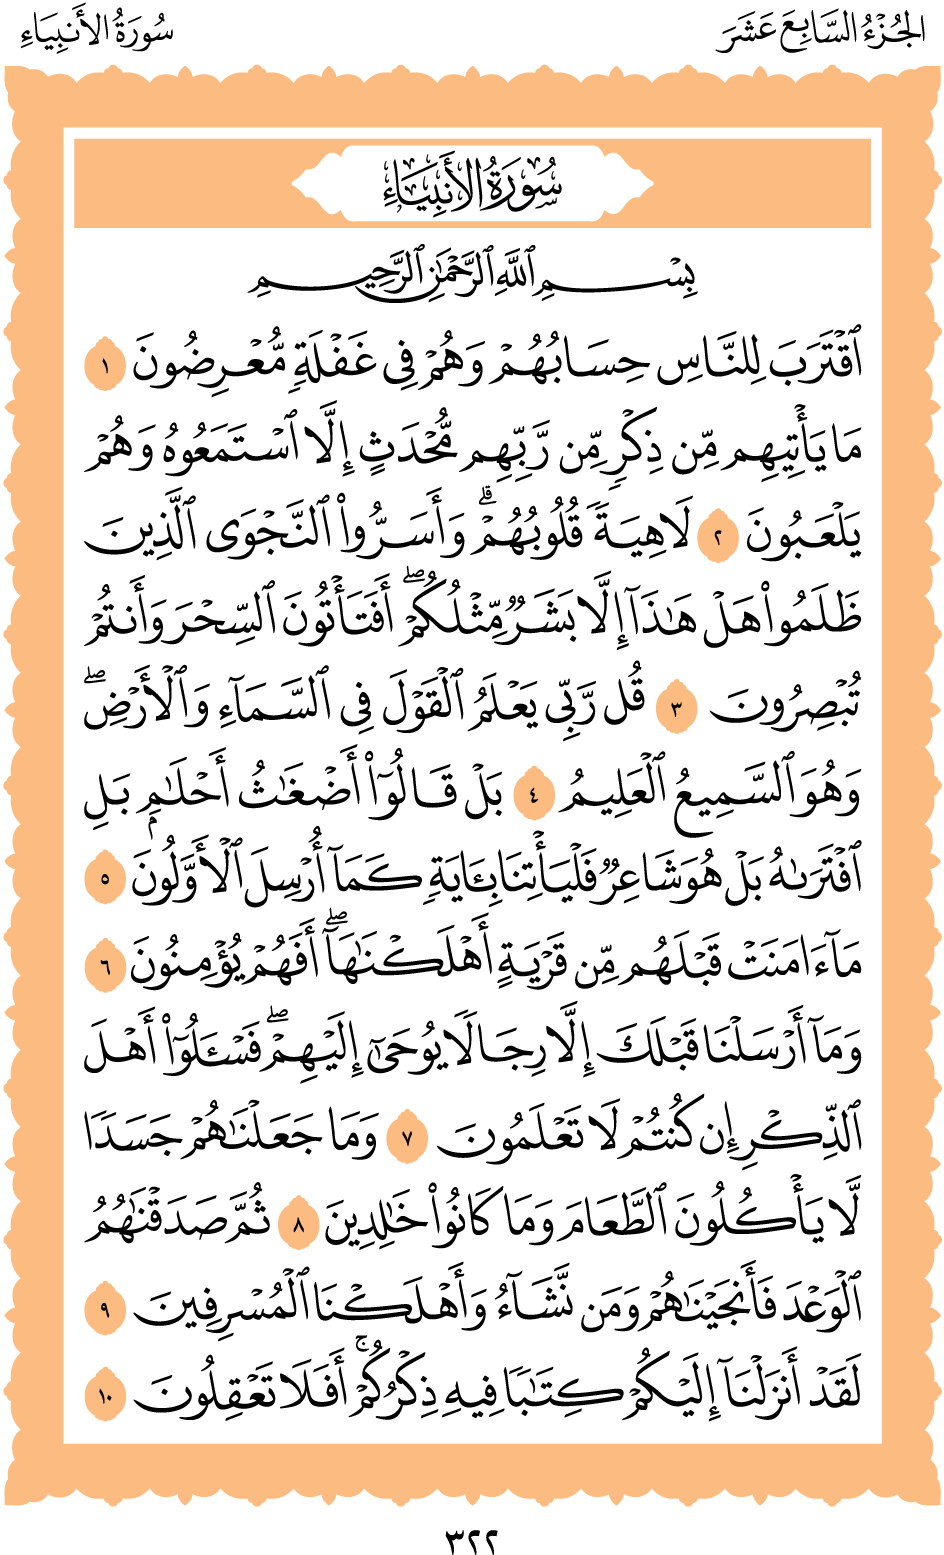 الجُزْءُ السَّابِعَ عَشَرَ
سُورَةُ الأَنبِيَاءِ
سُورَةُ الأَنبِيَاءِ
بِسْمِ ٱللَّهِ ٱلرَّحْمَٰنِ ٱلرَّحِيمِ
ٱقْتَرَبَ لِلنَّاسِ حِسَابُهُمْ وَهُمْ فِى غَفْلَةٍ مُّعْرِضُونَ ١
مَا يَأْتِيهِم مِّن ذِكْرٍ مِّن رَّبِّهِم مُّحْدَثٍ إِلَّا ٱسْتَمَعُوهُ وَهُمْ
يَلْعَبُونَ ٢ لَاهِيَةً قُلُوبُهُمْ ۗ وَأَسَرُّوا۟ ٱلنَّجْوَى ٱلَّذِينَ
ظَلَمُوا۟ هَلْ هَـٰذَآ إِلَّا بَشَرٌ مِّثْلُكُمْ ۖ أَفَتَأْتُونَ ٱلسِّحْرَ وَأَنتُمْ
تُبْصِرُونَ ٣ قُل رَّبِّى يَعْلَمُ ٱلْقَوْلَ فِى ٱلسَّمَآءِ وَٱلْأَرْضِ ۖ
وَهُوَ ٱلسَّمِيعُ ٱلْعَلِيمُ ٤ بَلْ قَالُوٓا۟ أَضْغَـٰثُ أَحْلَـٰمٍۭ بَلِ
ٱفْتَرَىٰهُ بَلْ هُوَ شَاعِرٌ فَلْيَأْتِنَا بِـَٔايَةٍ كَمَآ أُرْسِلَ ٱلْأَوَّلُونَ ٥
مَآ ءَامَنَتْ قَبْلَهُم مِّن قَرْيَةٍ أَهْلَكْنَـٰهَآ ۖ أَفَهُمْ يُؤْمِنُونَ ٦
وَمَآ أَرْسَلْنَا قَبْلَكَ إِلَّا رِجَالًا يُوحَىٰٓ إِلَيْهِمْ ۖ فَسْـَٔلُوٓا۟ أَهْلَ
ٱلذِّكْرِ إِن كُنتُمْ لَا تَعْلَمُونَ ٧ وَمَا جَعَلْنَـٰهُمْ جَسَدًا
لَّا يَأْكُلُونَ ٱلطَّعَامَ وَمَا كَانُوا۟ خَـٰلِدِينَ ٨ ثُمَّ صَدَقْنَـٰهُمُ
ٱلْوَعْدَ فَأَنجَيْنَـٰهُمْ وَمَن نَّشَآءُ وَأَهْلَكْنَا ٱلْمُسْرِفِينَ ٩
لَقَدْ أَنزَلْنَآ إِلَيْكُمْ كِتَـٰبًا فِيهِ ذِكْرُكُمْ ۚ أَفَلَا تَعْقِلُونَ ١٠
٣٢٢